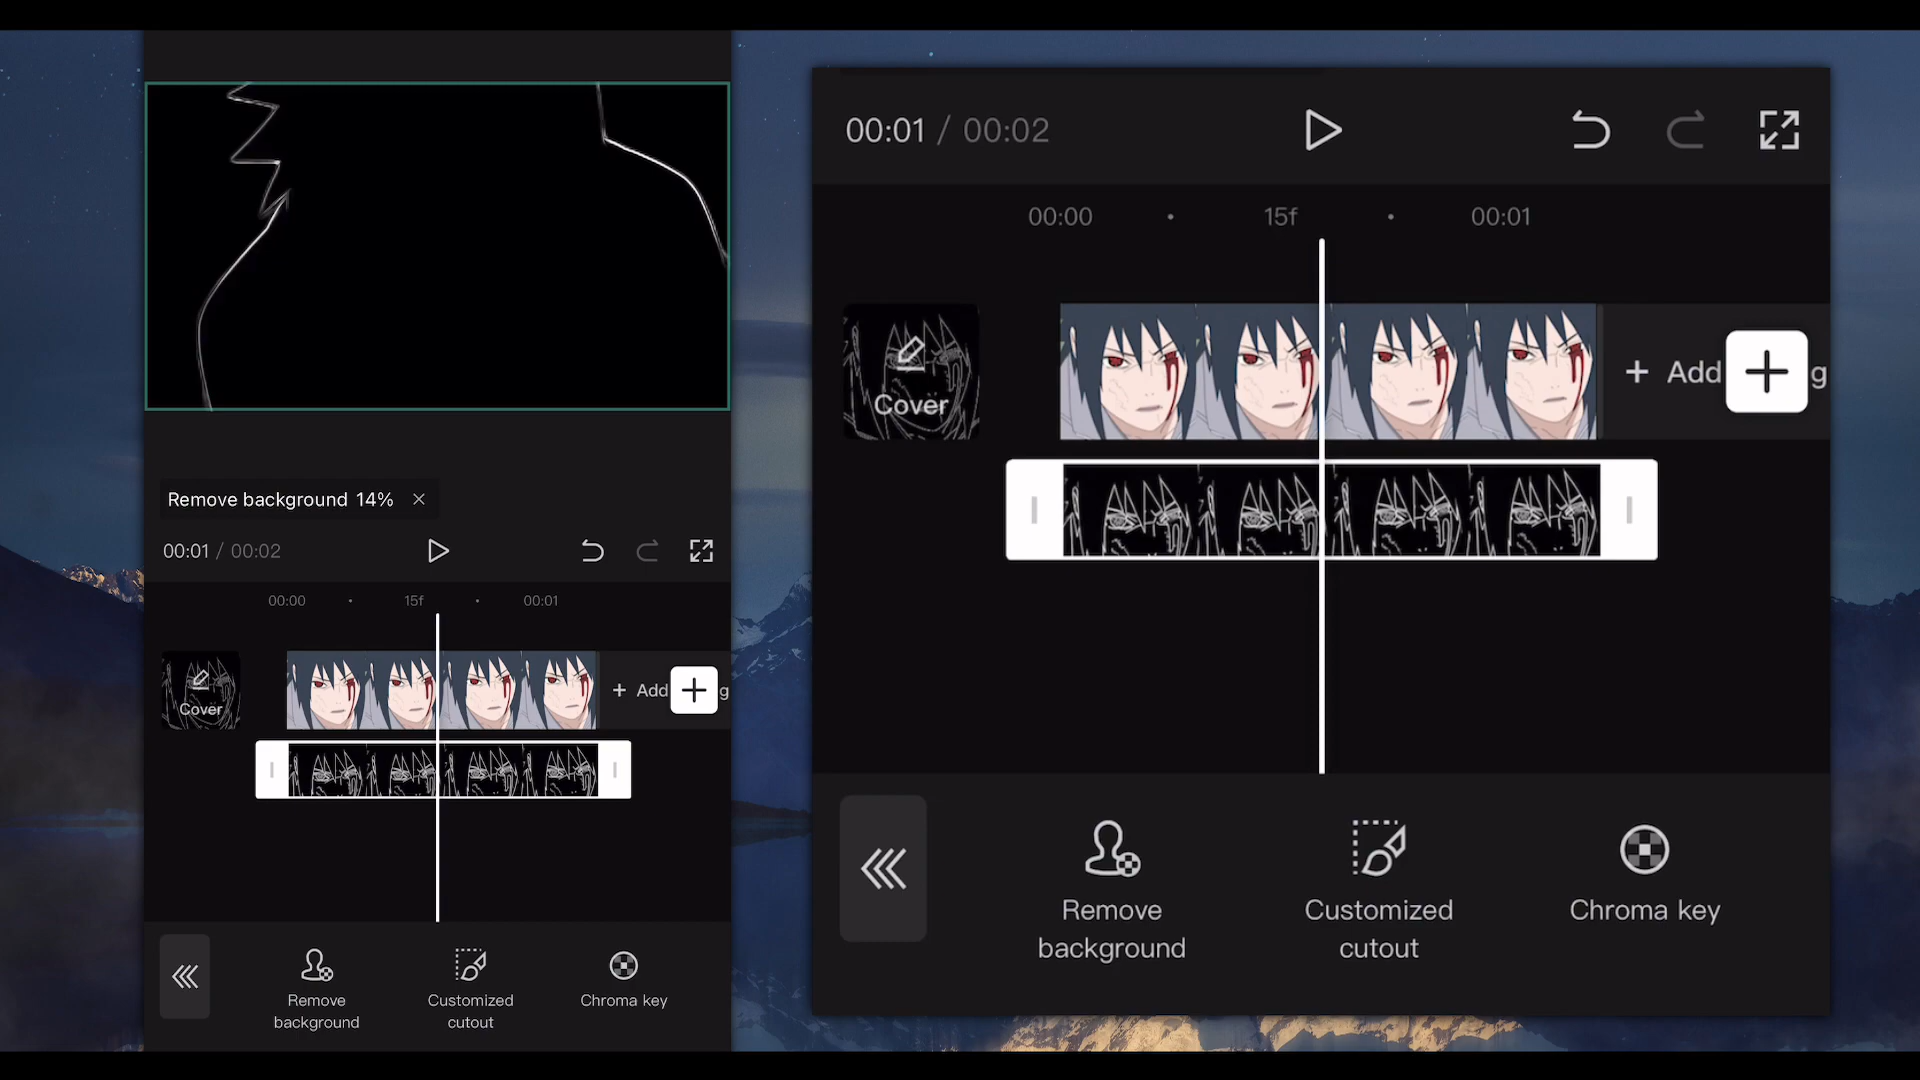 Remove background 14%
00:01 / 00:02
00:00
15f
00:01
Cover
+ Add
g
Remove
background
Customized
cutout
Chroma key
00:01 / 00:02
00:00
15f
00:01
Cover
+ Add
g
Remove
background
Customized
cutout
Chroma key